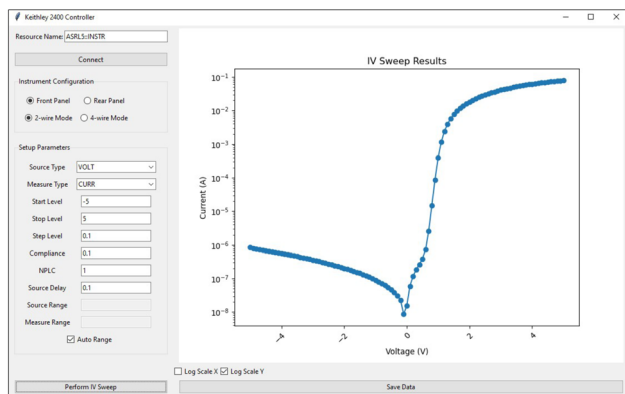 Keithley 2400 Controller
Resource Name: ASRL5::INSTR
Connect
Instrument Configuration
Front Panel Rear Panel
2-wire Mode 4-wire Mode
Setup Parameters
Source Type VOLT
Measure Type CURR
Start Level -5
Stop Level 5
Step Level 0.1
Compliance 0.1
NPLC 1
Source Delay 0.1
Source Range
Measure Range
Auto Range
Perform IV Sweep
IV Sweep Results
Current (A)
10⁻¹
10⁻²
10⁻³
10⁻⁴
10⁻⁵
10⁻⁶
10⁻⁷
10⁻⁸
−4 −2 0 2 4
Voltage (V)
Log Scale X Log Scale Y
Save Data